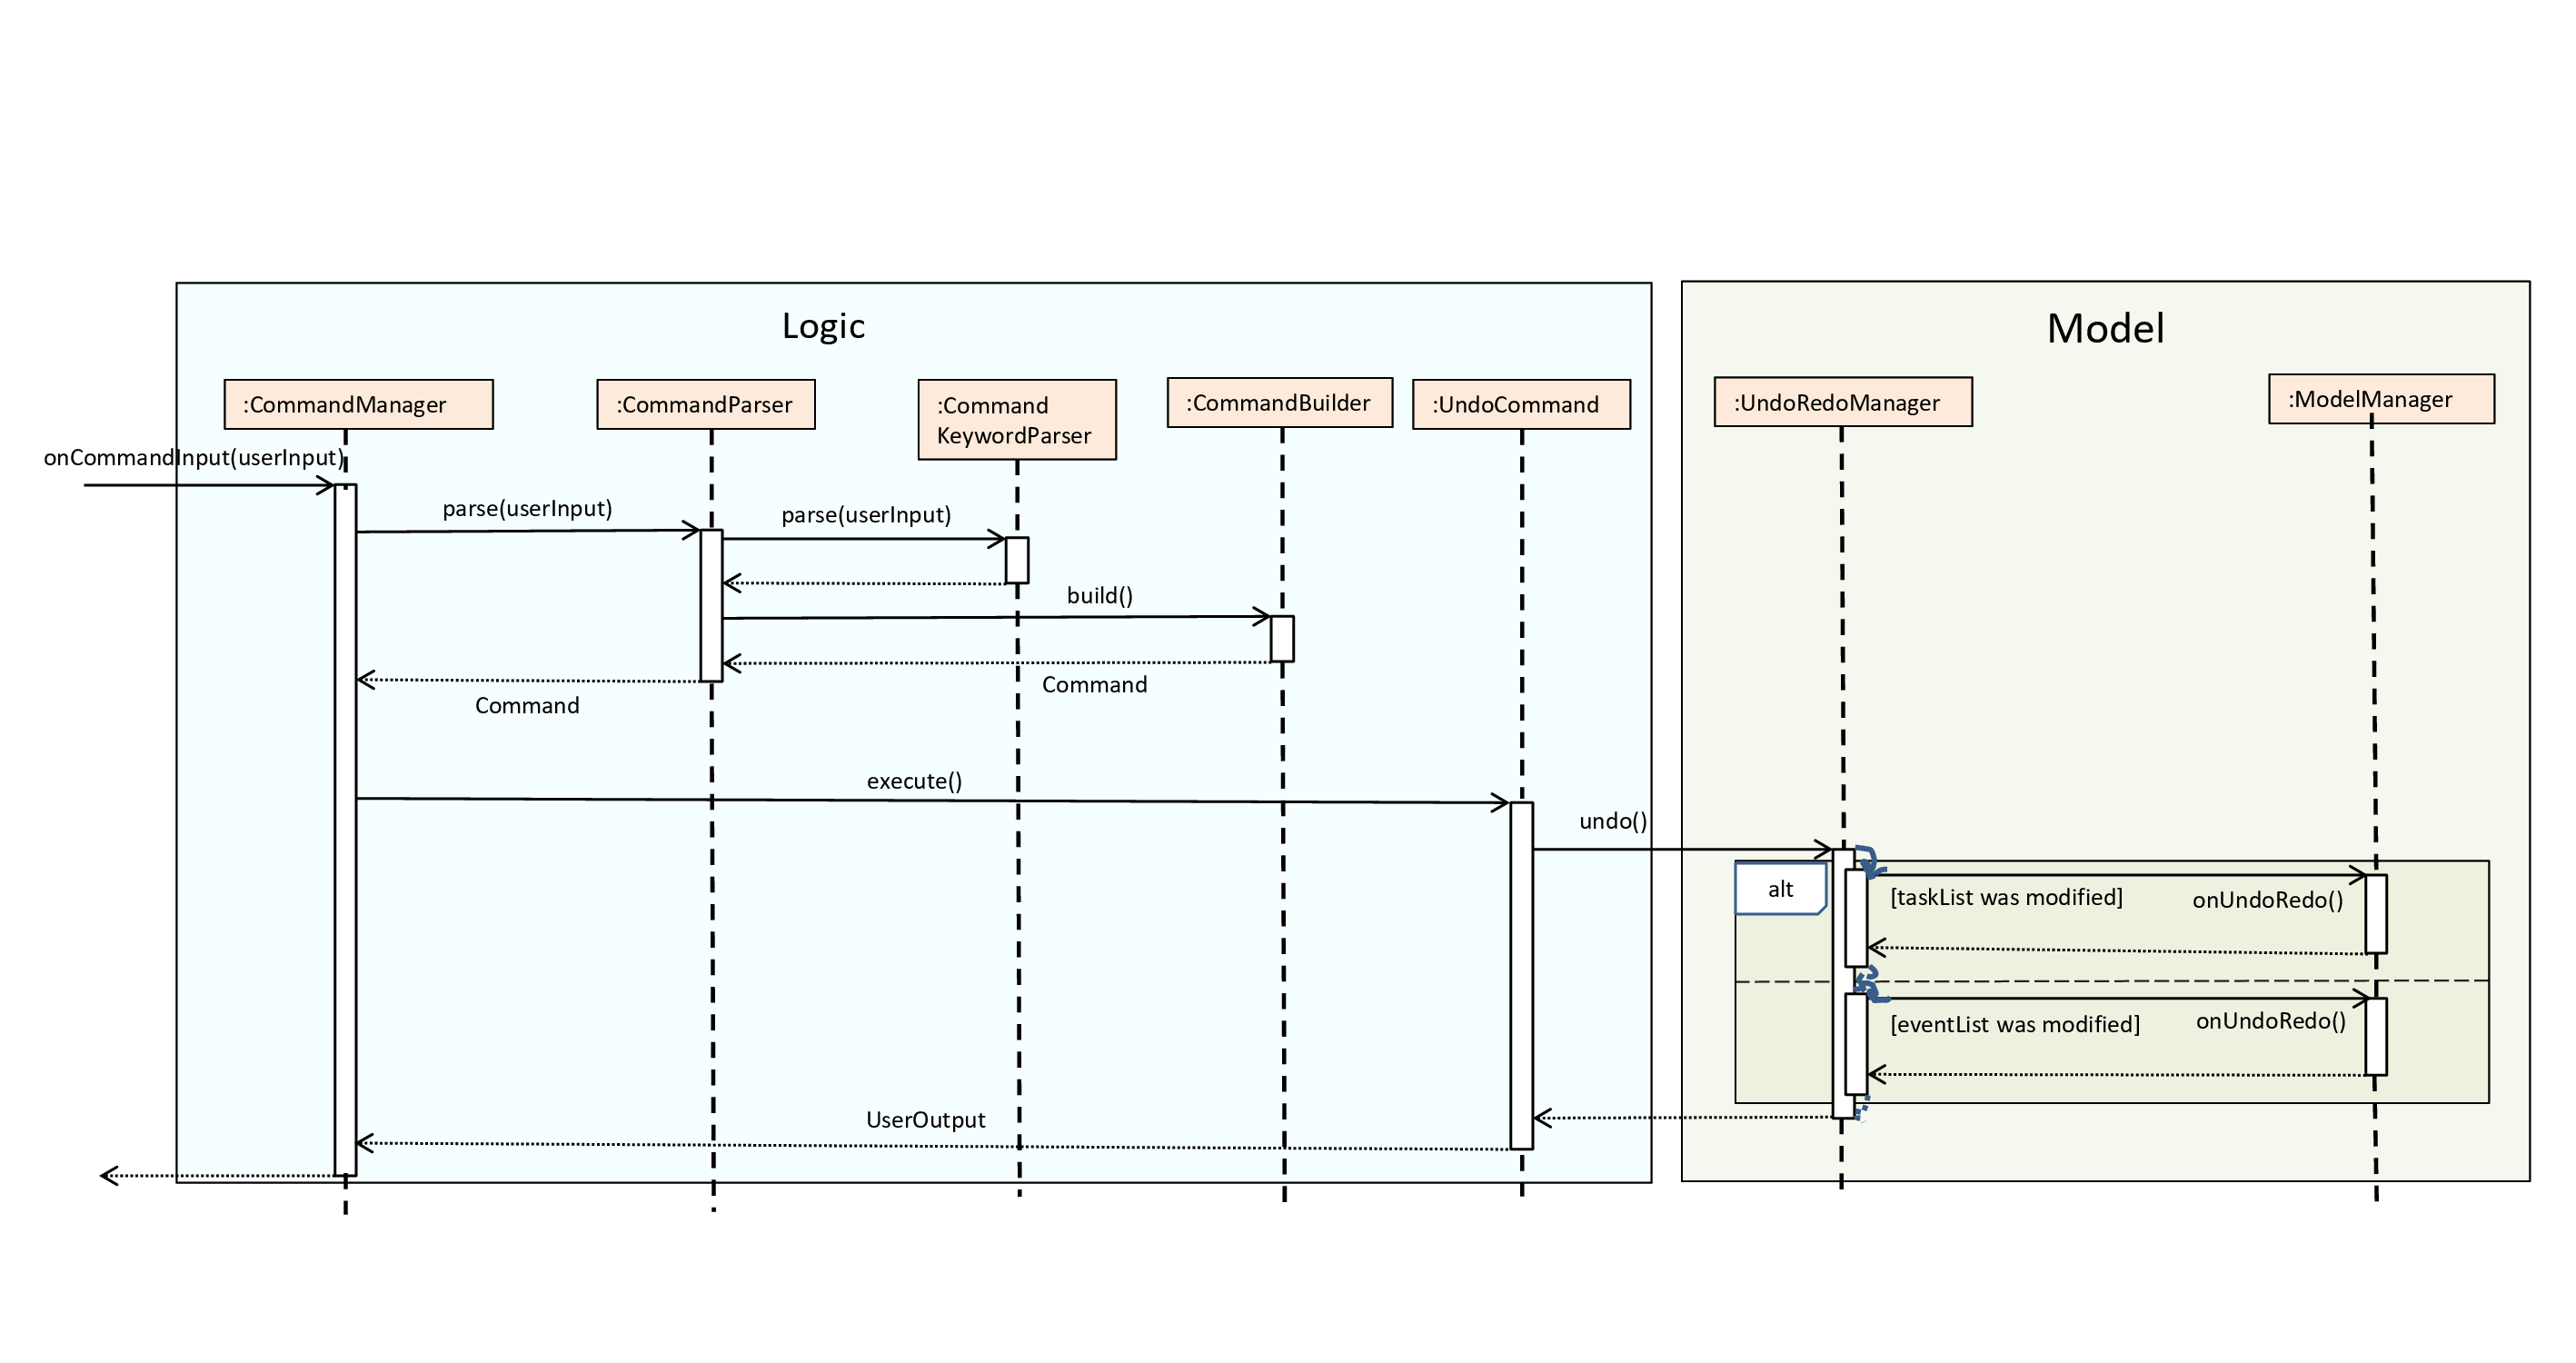 Logic
Model
:CommandManager
:CommandParser
:Command
KeywordParser
:CommandBuilder
:UndoCommand
:UndoRedoManager
:ModelManager
onCommandInput(userInput)
parse(userInput)
parse(userInput)
build()
Command
Command
execute()
undo()
alt
[taskList was modified]
onUndoRedo()
[eventList was modified]
onUndoRedo()
UserOutput